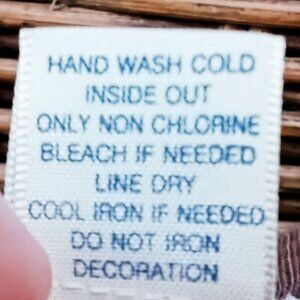 HAND WASH COLD
INSIDE OUT
ONLY NON CHLORINE
BLEACH IF NEEDED
LINE DRY
COOL IRON IF NEEDED
DO NOT IRON
DECORATION